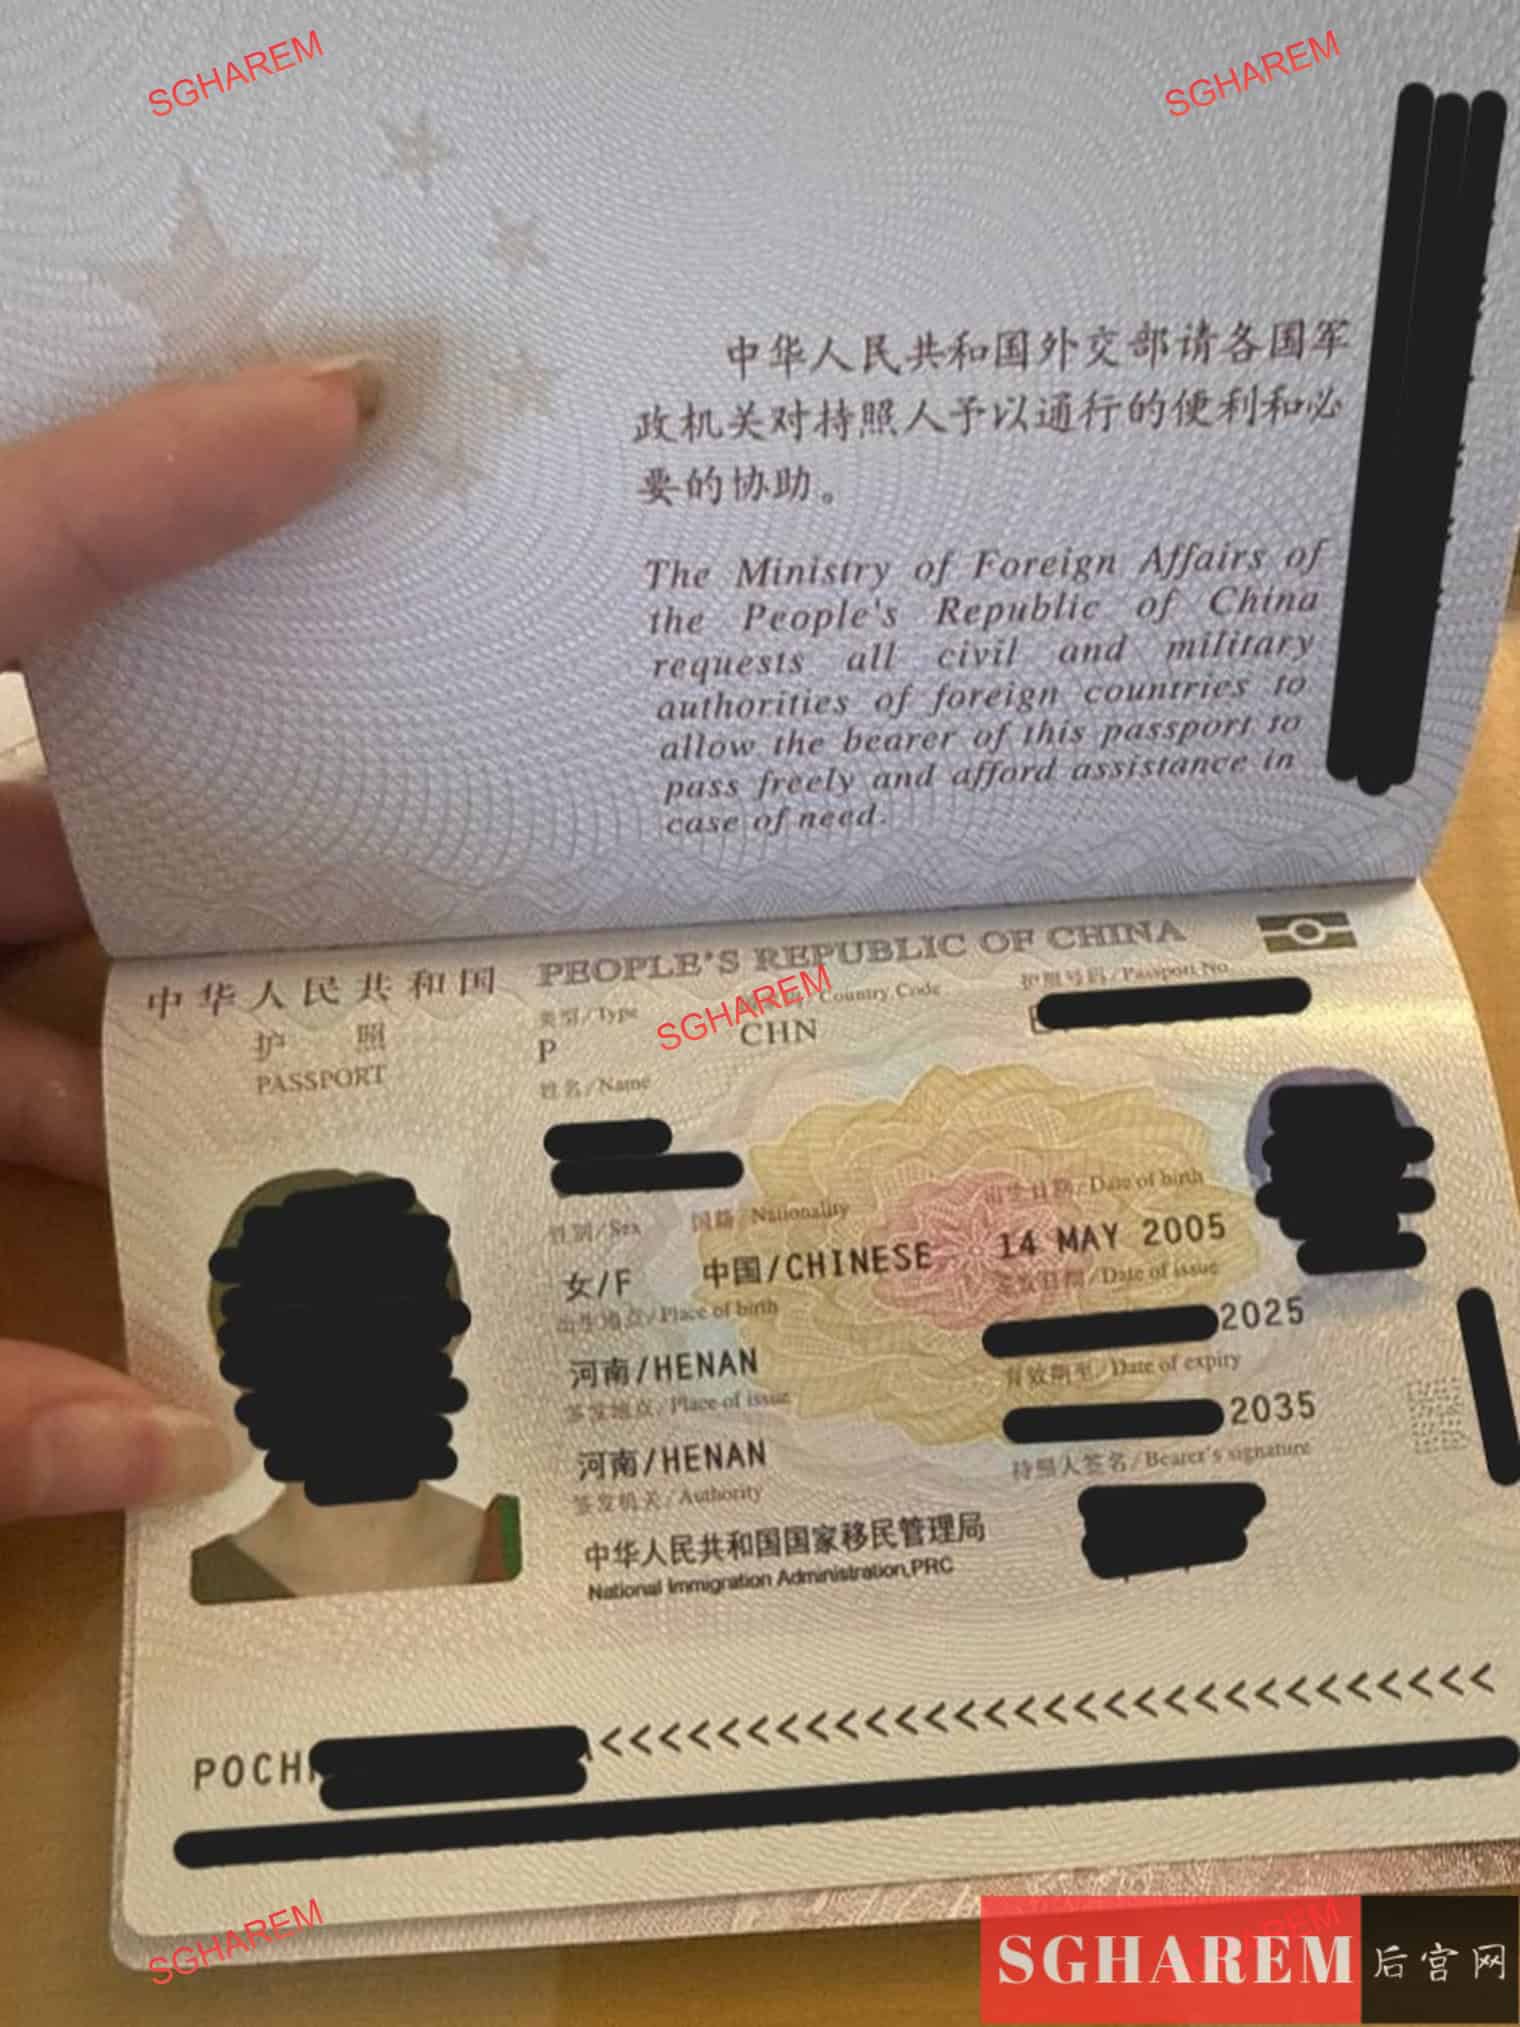 SGHAREM
SGHAREM
中华人民共和国外交部请各国军
政机关对持照人予以通行的便利和必
要的协助。
The Ministry of Foreign Affairs of
the People's Republic of China
requests all civil and military
authorities of foreign countries to
allow the bearer of this passport to
pass freely and afford assistance in
case of need.
中华人民共和国 PEOPLE'S REPUBLIC OF CHINA
护照
PASSPORT
类型/Type
Country Code
护照号码/Passport No.
P
SGHAREM
CHN
姓名/Name
性别/Sex
国籍/Nationality
出生日期/Date of birth
女/F
中国/CHINESE
14 MAY 2005
出生地点/Place of birth
签发日期/Date of issue
河南/HENAN
2025
签发地点/Place of issue
有效期至/Date of expiry
河南/HENAN
2035
签发机关/Authority
持照人签名/Bearer's signature
中华人民共和国国家移民管理局
National Immigration Administration,PRC
POCH
<<<<<<<<<<<<<<<<<<<<<<<<<<<<<<
SGHAREM
SGHAREM
SGHAREM 后宫网